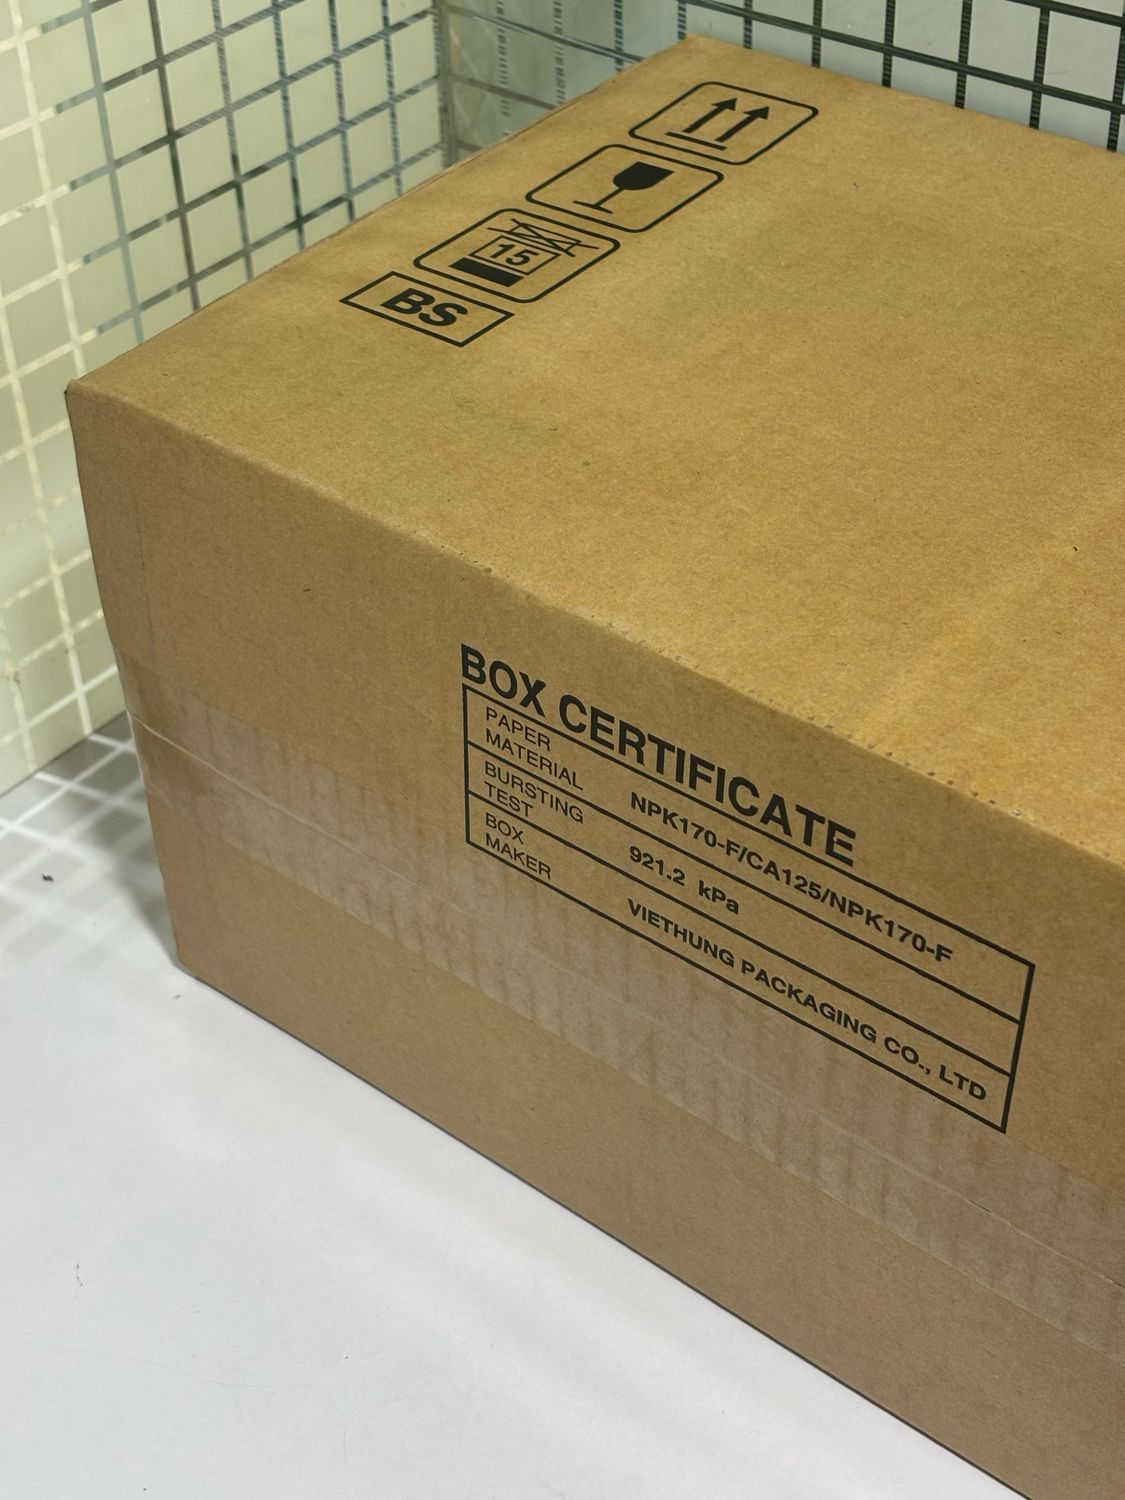 15
BS
BOX CERTIFICATE
PAPER
MATERIAL
NPK170-F/CA125/NPK170-F
BURSTING
TEST
921.2 kPa
BOX
MAKER
VIETHUNG PACKAGING CO., LTD